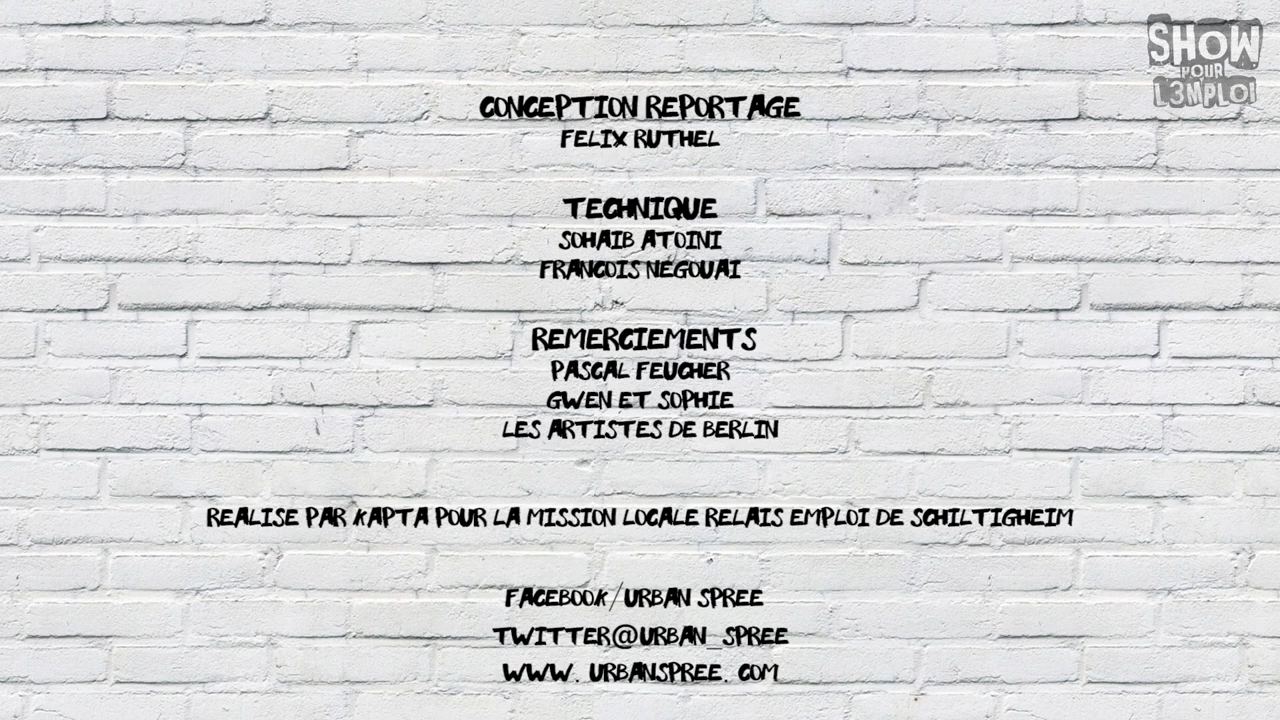 SHOW
POUR
L3MPLOI
CONCEPTION REPORTAGE
FELIX RUTHEL
TECHNIQUE
SOHAIB ATOINI
FRANCOIS NEGOUAI
REMERCIEMENTS
PASCAL FEUCHER
GWEN ET SOPHIE
LES ARTISTES DE BERLIN
REALISE PAR KAPTA POUR LA MISSION LOCALE RELAIS EMPLOI DE SCHILTIGHEIM
FACEBOOK/URBAN SPREE
TWITTER@URBAN_SPREE
WWW. URBANSPREE. COM